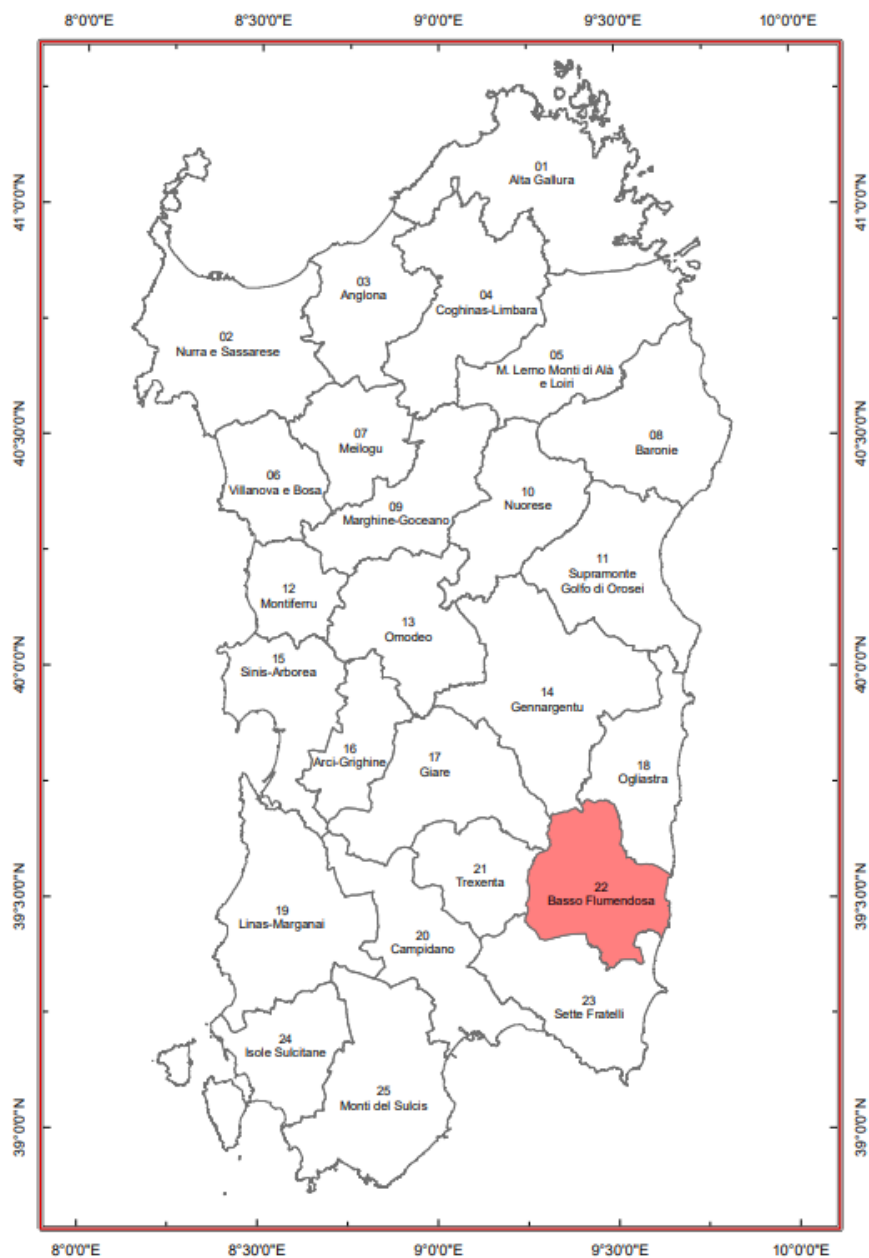 8°0'0"E 8°30'0"E 9°0'0"E 9°30'0"E 10°0'0"E
41°0'0"N
41°0'0"N
40°30'0"N
40°30'0"N
40°0'0"N
40°0'0"N
39°30'0"N
39°30'0"N
39°0'0"N
39°0'0"N
01
Alta Gallura
02
Nurra e Sassarese
03
Anglona
04
Coghinas-Limbara
05
M. Lerno Monti di Alà
e Loiri
06
Villanova e Bosa
07
Meilogu
08
Baronie
09
Marghine-Goceano
10
Nuorese
11
Supramonte
Golfo di Orosei
12
Montiferru
13
Omodeo
14
Gennargentu
15
Sinis-Arborea
16
Arci-Grighine
17
Giare
18
Ogliastra
19
Linas-Marganai
20
Campidano
21
Trexenta
22
Basso Flumendosa
23
Sette Fratelli
24
Isole Sulcitane
25
Monti del Sulcis
8°0'0"E 8°30'0"E 9°0'0"E 9°30'0"E 10°0'0"E